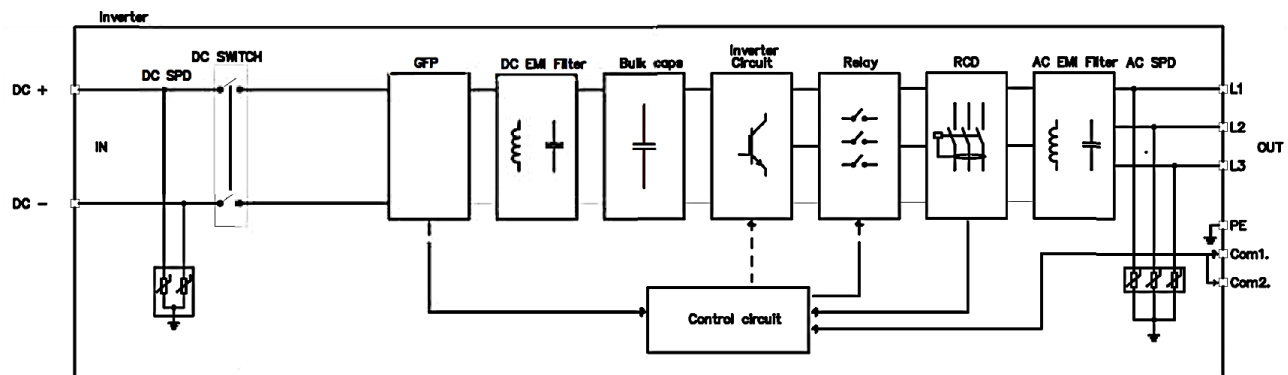 Inverter
DC SWITCH
DC SPD
GFP
DC EMI Filter
Bulk caps
Inverter
Circuit
Relay
RCD
AC EMI Filter
AC SPD
DC +
IN
DC -
L1
L2
OUT
L3
PE
Com1.
Com2.
Control circuit